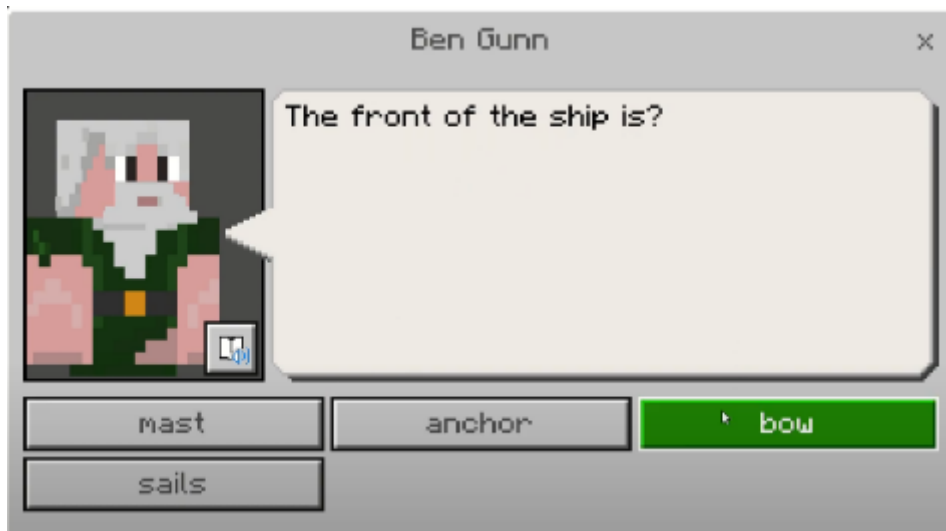 Ben Gunn x
The front of the ship is?
mast anchor bow
sails